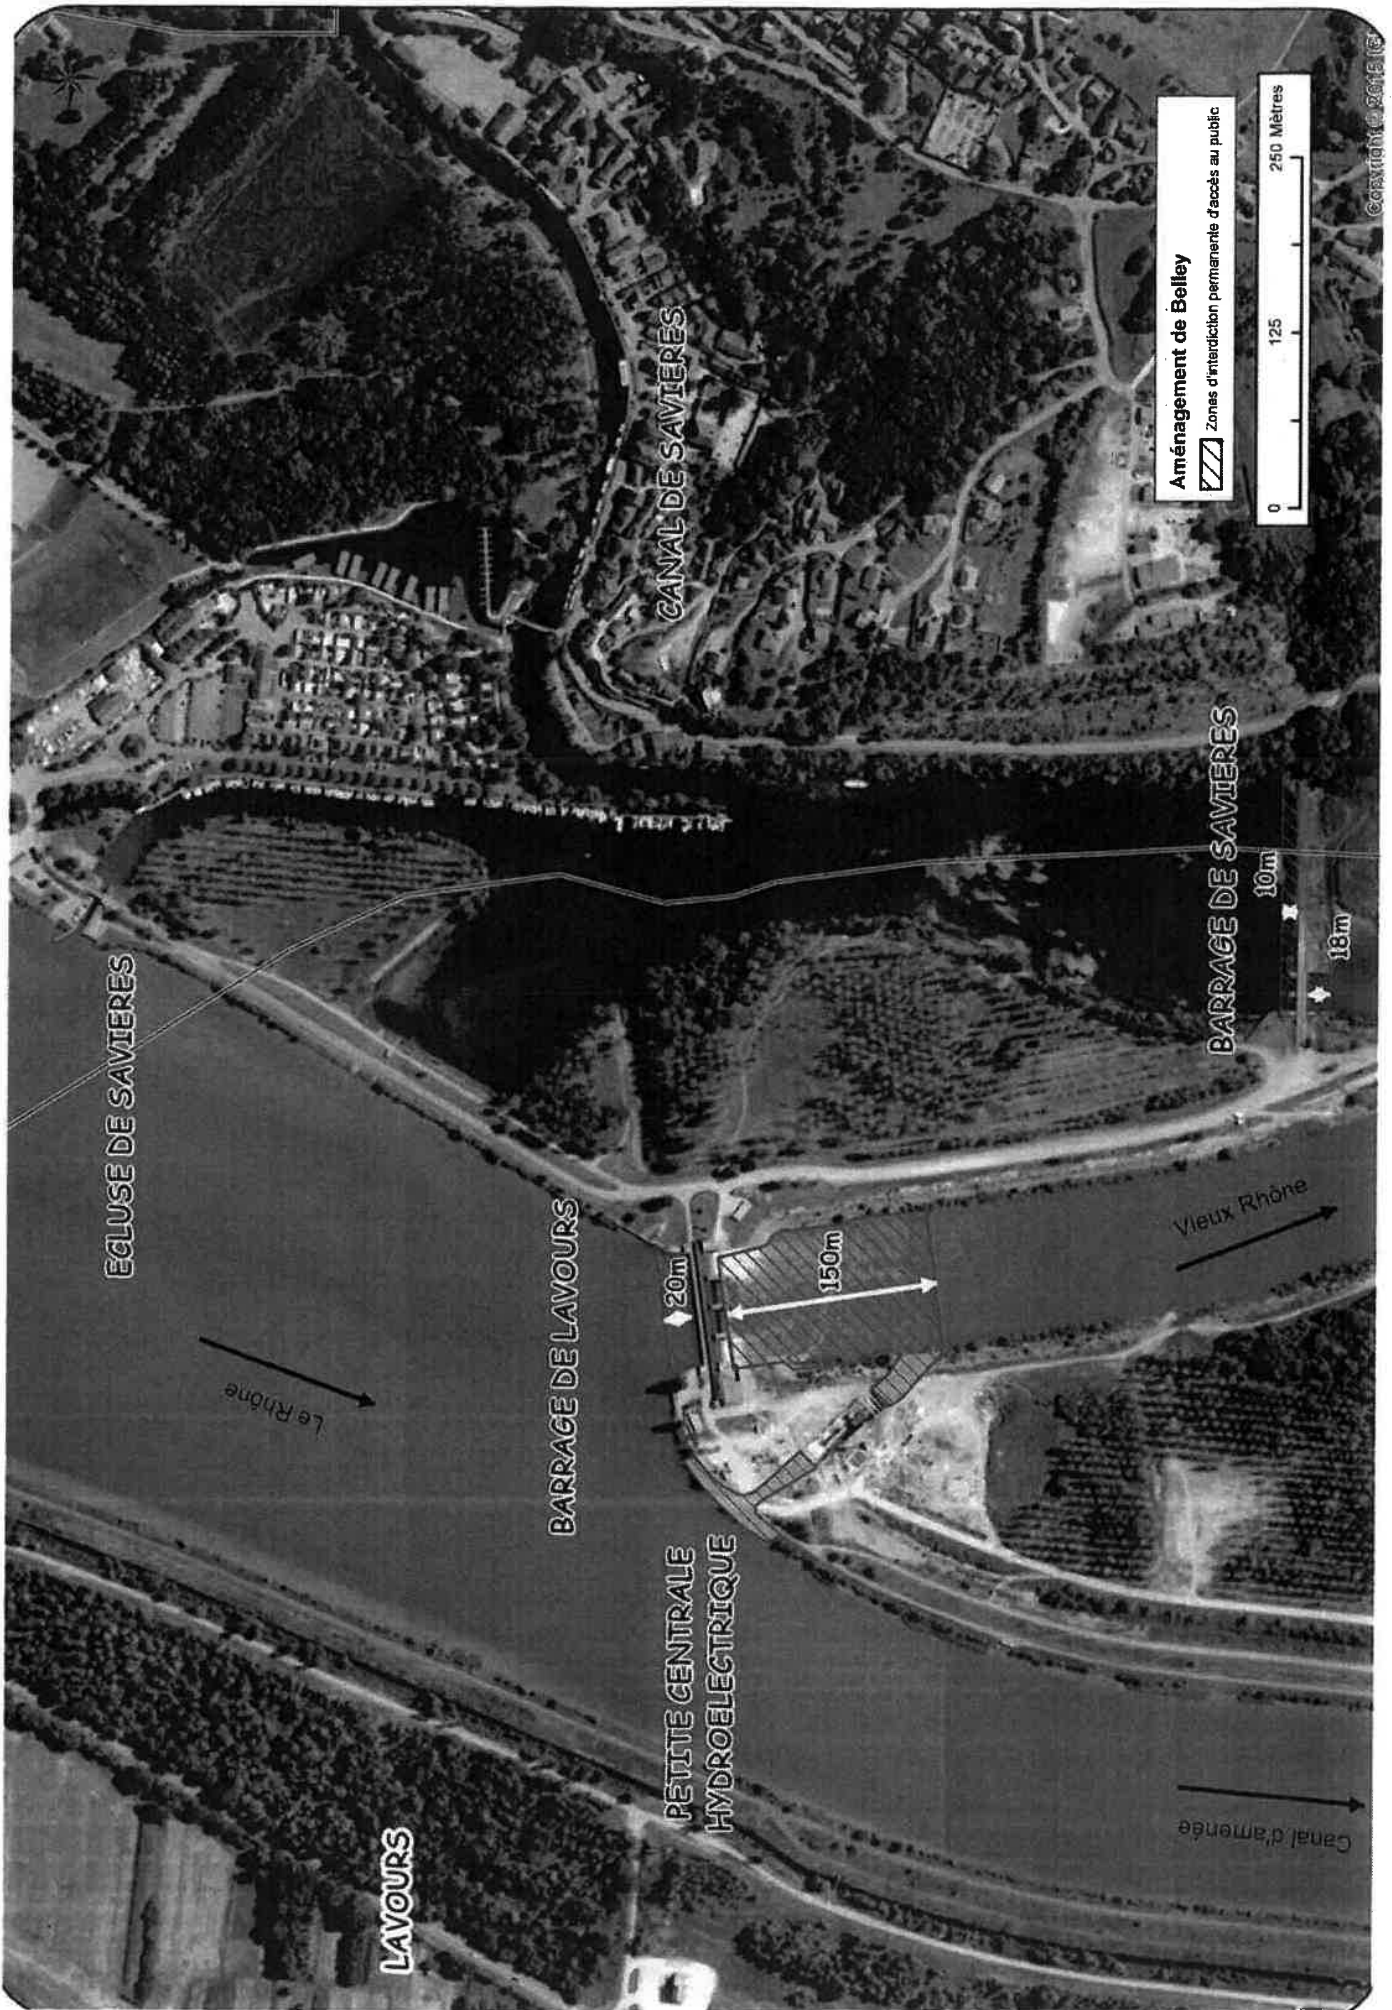 LAVOURS
PETITE CENTRALE
HYDROELECTRIQUE
Canal d'amenée
Le Rhône
BARRAGE DE LAVOURS
20m
150m
Vieux Rhône
ECLUSE DE SAVIERES
BARRAGE DE SAVIERES
10m
18m
CANAL DE SAVIERES
Aménagement de Belley
Zones d'interdiction permanente d'accès au public
0 125 250 Mètres
Copyright © 2015